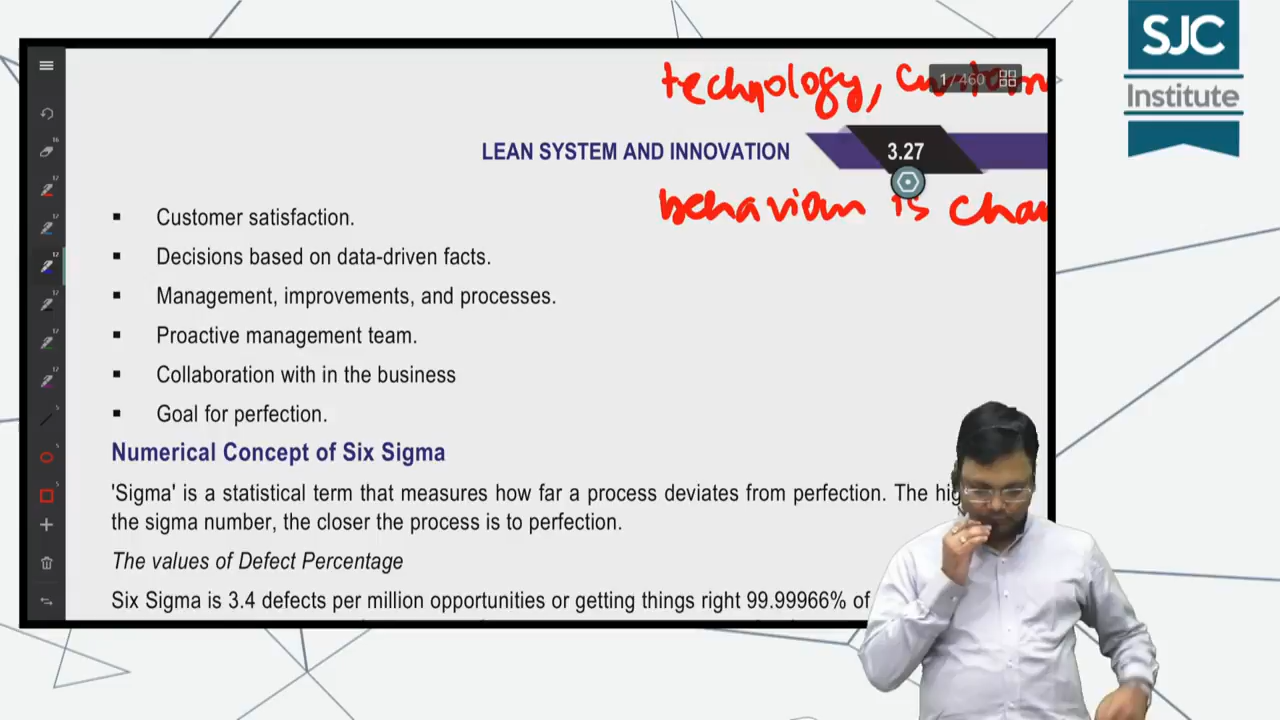 SJC
Institute
technology,
1/460
LEAN SYSTEM AND INNOVATION
3.27
behaviour is
Customer satisfaction.
Decisions based on data-driven facts.
Management, improvements, and processes.
Proactive management team.
Collaboration with in the business
Goal for perfection.
Numerical Concept of Six Sigma
'Sigma' is a statistical term that measures how far a process deviates from perfection. The
the sigma number, the closer the process is to perfection.
The values of Defect Percentage
Six Sigma is 3.4 defects per million opportunities or getting things right 99.99966% of